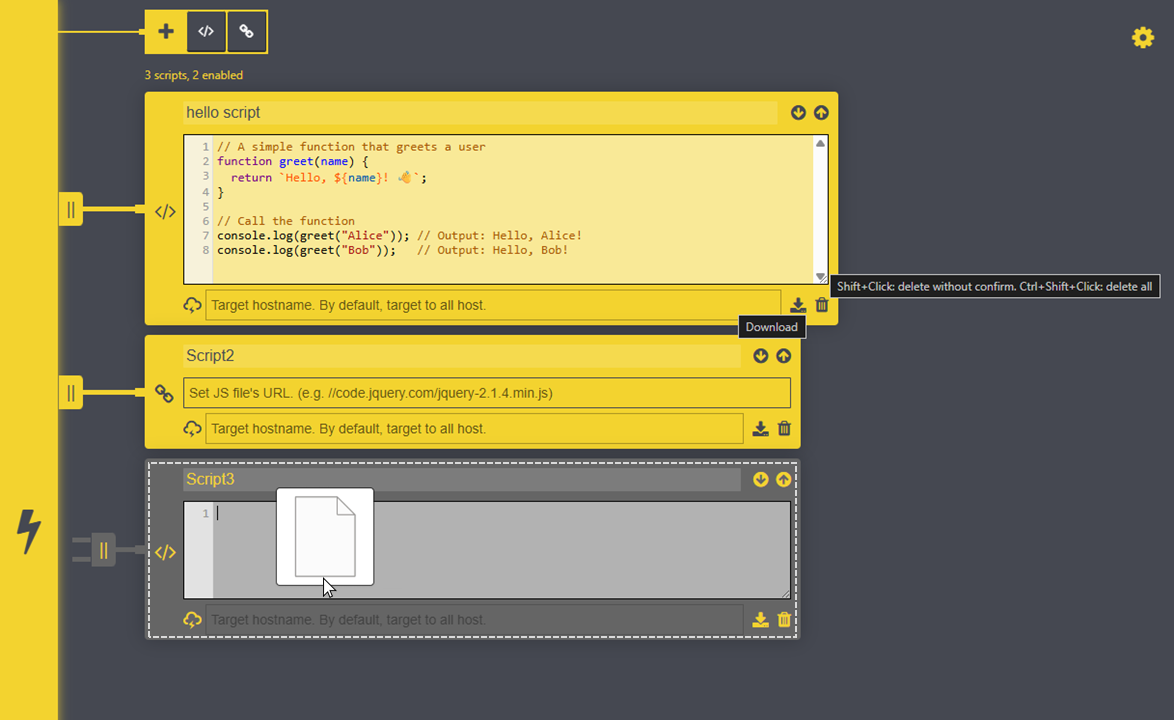 3 scripts, 2 enabled
hello script
1 // A simple function that greets a user
2 function greet(name) {
3 return `Hello, ${name}! 👋`;
4 }
5
6 // Call the function
7 console.log(greet("Alice")); // Output: Hello, Alice!
8 console.log(greet("Bob"));   // Output: Hello, Bob!
Shift+Click: delete without confirm. Ctrl+Shift+Click: delete all
Target hostname. By default, target to all host.
Download
Script2
Set JS file's URL. (e.g. //code.jquery.com/jquery-2.1.4.min.js)
Target hostname. By default, target to all host.
Script3
1
Target hostname. By default, target to all host.